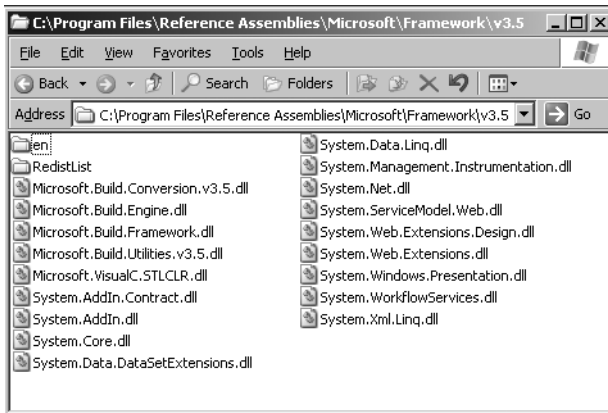 C:\Program Files\Reference Assemblies\Microsoft\Framework\v3.5
File Edit View Favorites Tools Help
Back Search Folders
Address C:\Program Files\Reference Assemblies\Microsoft\Framework\v3.5 Go
en
RedistList
Microsoft.Build.Conversion.v3.5.dll
Microsoft.Build.Engine.dll
Microsoft.Build.Framework.dll
Microsoft.Build.Utilities.v3.5.dll
Microsoft.VisualC.STLCLR.dll
System.AddIn.Contract.dll
System.AddIn.dll
System.Core.dll
System.Data.DataSetExtensions.dll
System.Data.Linq.dll
System.Management.Instrumentation.dll
System.Net.dll
System.ServiceModel.Web.dll
System.Web.Extensions.Design.dll
System.Web.Extensions.dll
System.Windows.Presentation.dll
System.WorkflowServices.dll
System.Xml.Linq.dll